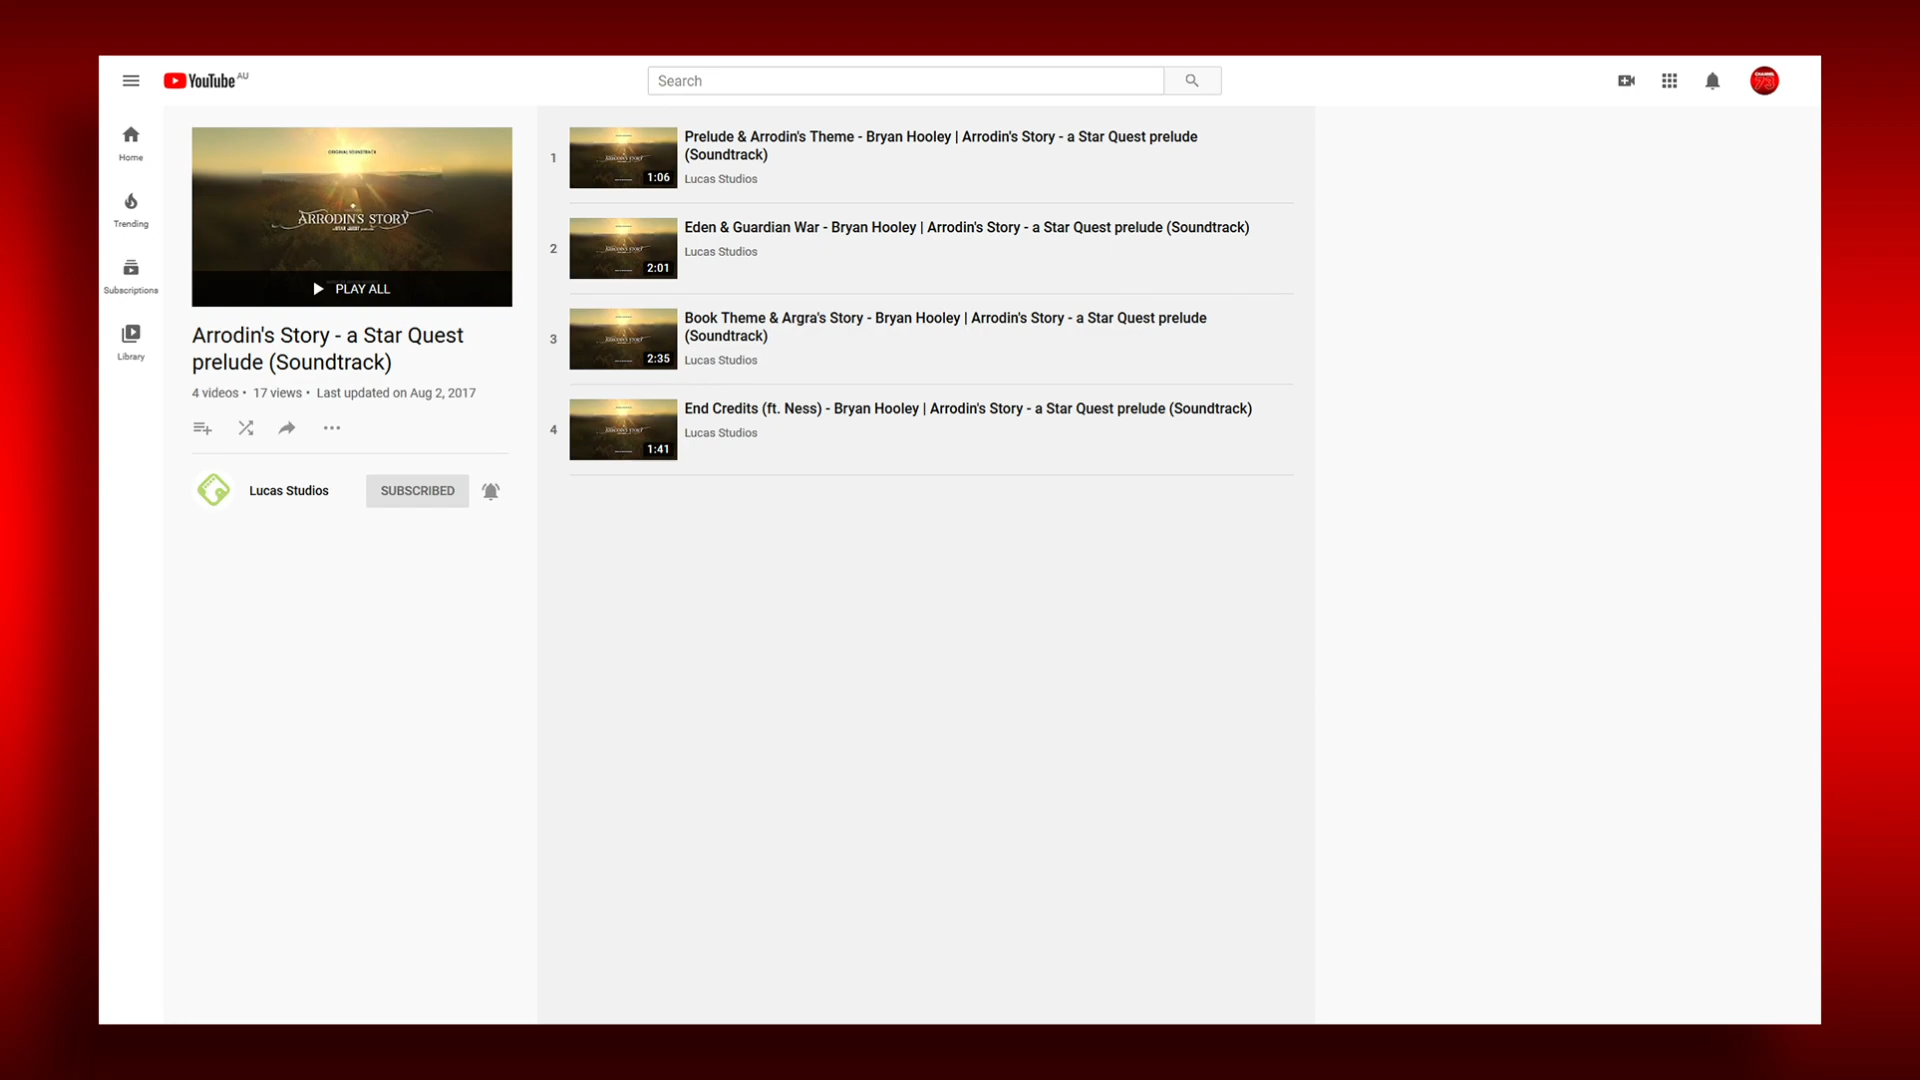 YouTube AU
Search
CHANNEL
73
Home
Trending
Subscriptions
Library
ORIGINAL SOUNDTRACK
ARRODIN'S STORY
PLAY ALL
Arrodin's Story - a Star Quest
prelude (Soundtrack)
4 videos • 17 views • Last updated on Aug 2, 2017
Lucas Studios
SUBSCRIBED
1
1:06
Prelude & Arrodin's Theme - Bryan Hooley | Arrodin's Story - a Star Quest prelude
(Soundtrack)
Lucas Studios
2
2:01
Eden & Guardian War - Bryan Hooley | Arrodin's Story - a Star Quest prelude (Soundtrack)
Lucas Studios
3
2:35
Book Theme & Argra's Story - Bryan Hooley | Arrodin's Story - a Star Quest prelude
(Soundtrack)
Lucas Studios
4
1:41
End Credits (ft. Ness) - Bryan Hooley | Arrodin's Story - a Star Quest prelude (Soundtrack)
Lucas Studios